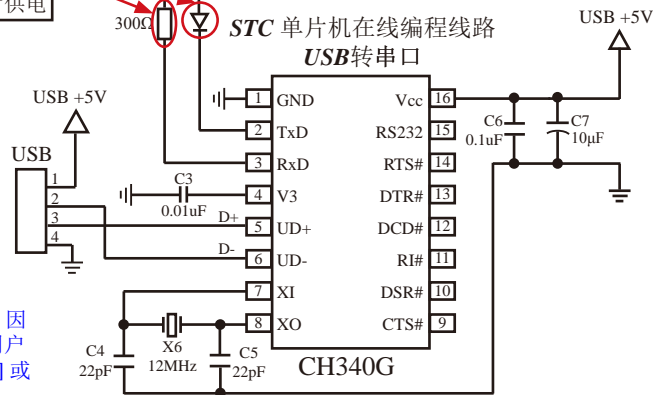 供电
300Ω
STC 单片机在线编程线路
USB转串口
USB +5V
USB +5V
USB
1
2
3
4
1 GND
2 TxD
3 RxD
4 V3
5 UD+
6 UD-
7 XI
8 XO
Vcc 16
RS232 15
RTS# 14
DTR# 13
DCD# 12
RI# 11
DSR# 10
CTS# 9
C6
0.1uF
C7
10μF
C3
0.01uF
D+
D-
因
户
或
C4
22pF
X6
12MHz
C5
22pF
CH340G